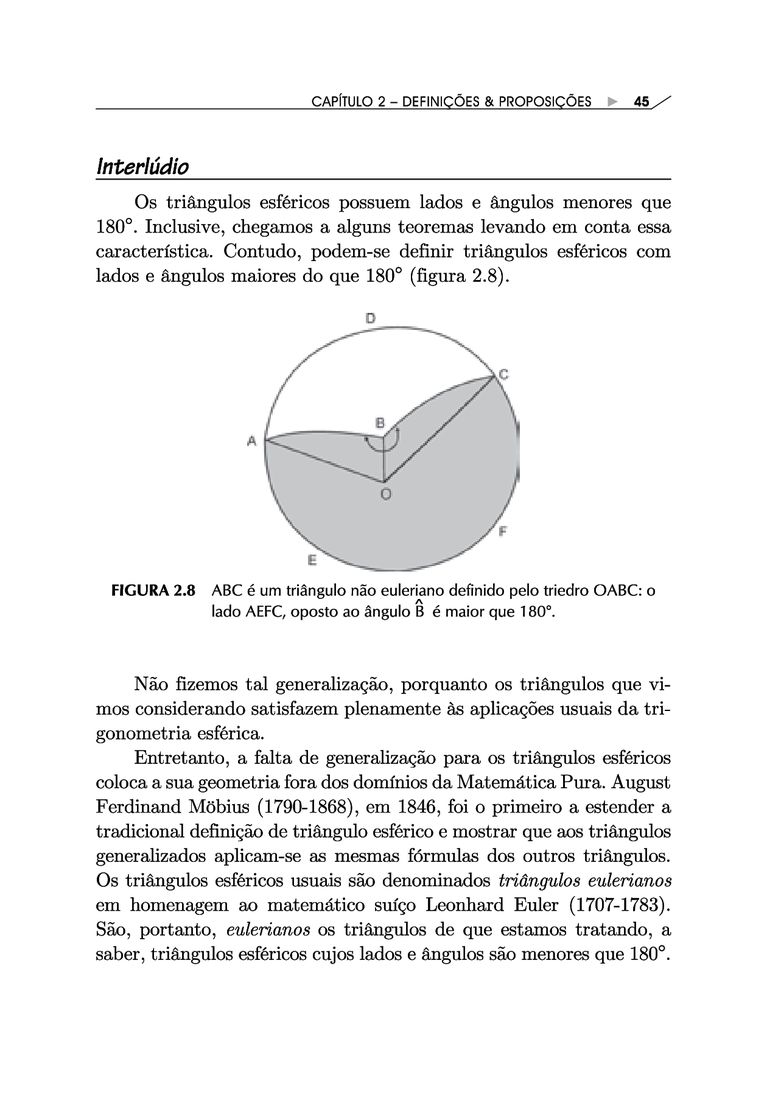 CAPÍTULO 2 – DEFINIÇÕES & PROPOSIÇÕES ► 45
Interlúdio
Os triângulos esféricos possuem lados e ângulos menores que
180°. Inclusive, chegamos a alguns teoremas levando em conta essa
característica. Contudo, podem-se definir triângulos esféricos com
lados e ângulos maiores do que 180° (figura 2.8).
D
C
B
A
O
F
E
FIGURA 2.8 ABC é um triângulo não euleriano definido pelo triedro OABC: o
lado AEFC, oposto ao ângulo B̂ é maior que 180°.
Não fizemos tal generalização, porquanto os triângulos que vi-
mos considerando satisfazem plenamente às aplicações usuais da tri-
gonometria esférica.
Entretanto, a falta de generalização para os triângulos esféricos
coloca a sua geometria fora dos domínios da Matemática Pura. August
Ferdinand Möbius (1790-1868), em 1846, foi o primeiro a estender a
tradicional definição de triângulo esférico e mostrar que aos triângulos
generalizados aplicam-se as mesmas fórmulas dos outros triângulos.
Os triângulos esféricos usuais são denominados triângulos eulerianos
em homenagem ao matemático suíço Leonhard Euler (1707-1783).
São, portanto, eulerianos os triângulos de que estamos tratando, a
saber, triângulos esféricos cujos lados e ângulos são menores que 180°.